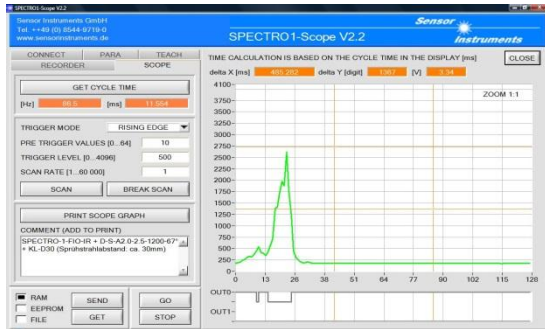 SPECTRO1-Scope V2.2
Sensor Instruments GmbH
Tel. ++49 (0) 8544-9719-0
www.sensorinstruments.de
SPECTRO1-Scope V2.2
Sensor
Instruments
CONNECT PARA TEACH
RECORDER SCOPE
GET CYCLE TIME
[Hz] 86.5 [ms] 11.554
TRIGGER MODE RISING EDGE
PRE TRIGGER VALUES [0...64] 10
TRIGGER LEVEL [0...4096] 500
SCAN RATE [1...60 000] 1
SCAN BREAK SCAN
PRINT SCOPE GRAPH
COMMENT (ADD TO PRINT)
SPECTRO-1-FIO-IR + D-S-A2.0-2.5-1200-67°
+ KL-D30 (Sprühstrahlabstand: ca. 30mm)
RAM
EEPROM
FILE
SEND GO
GET STOP
TIME CALCULATION IS BASED ON THE CYCLE TIME IN THE DISPLAY [ms] CLOSE
delta X [ms] 485.262 delta Y [digit] 1367 [V] 3.34
ZOOM 1:1
4100
3750
3500
3250
3000
2750
2500
2250
2000
1750
1500
1250
1000
750
500
250
0
0 13 26 38 51 64 77 90 102 115 128
OUT0
OUT1